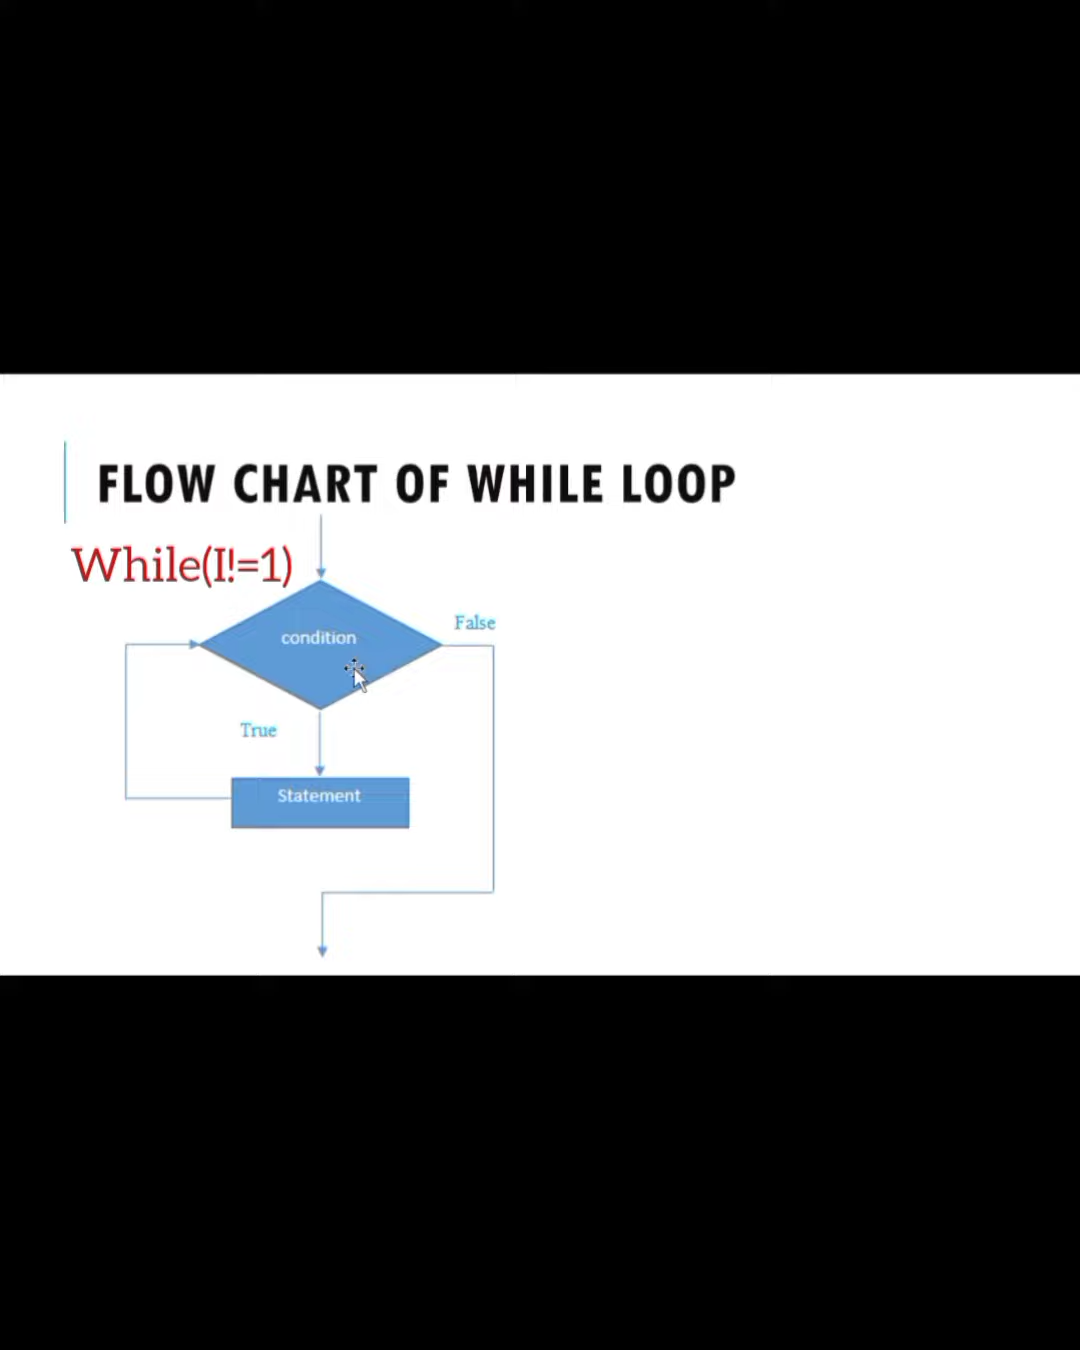 FLOW CHART OF WHILE LOOP
While(I!=1)
False
condition
True
Statement